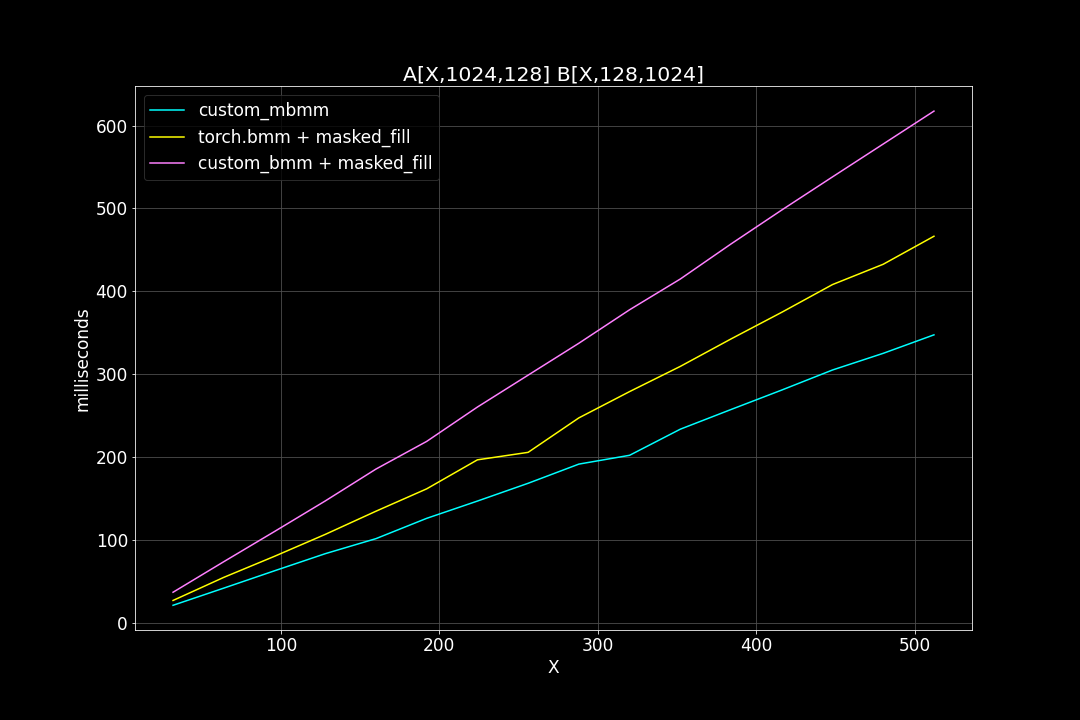 A[X,1024,128] B[X,128,1024]
custom_mbmm
torch.bmm + masked_fill
custom_bmm + masked_fill
600
500
400
300
200
100
0
milliseconds
100
200
300
400
500
X